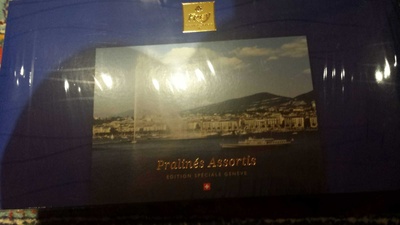 Pralinés Assortis
EDITION SPECIALE GENEVE